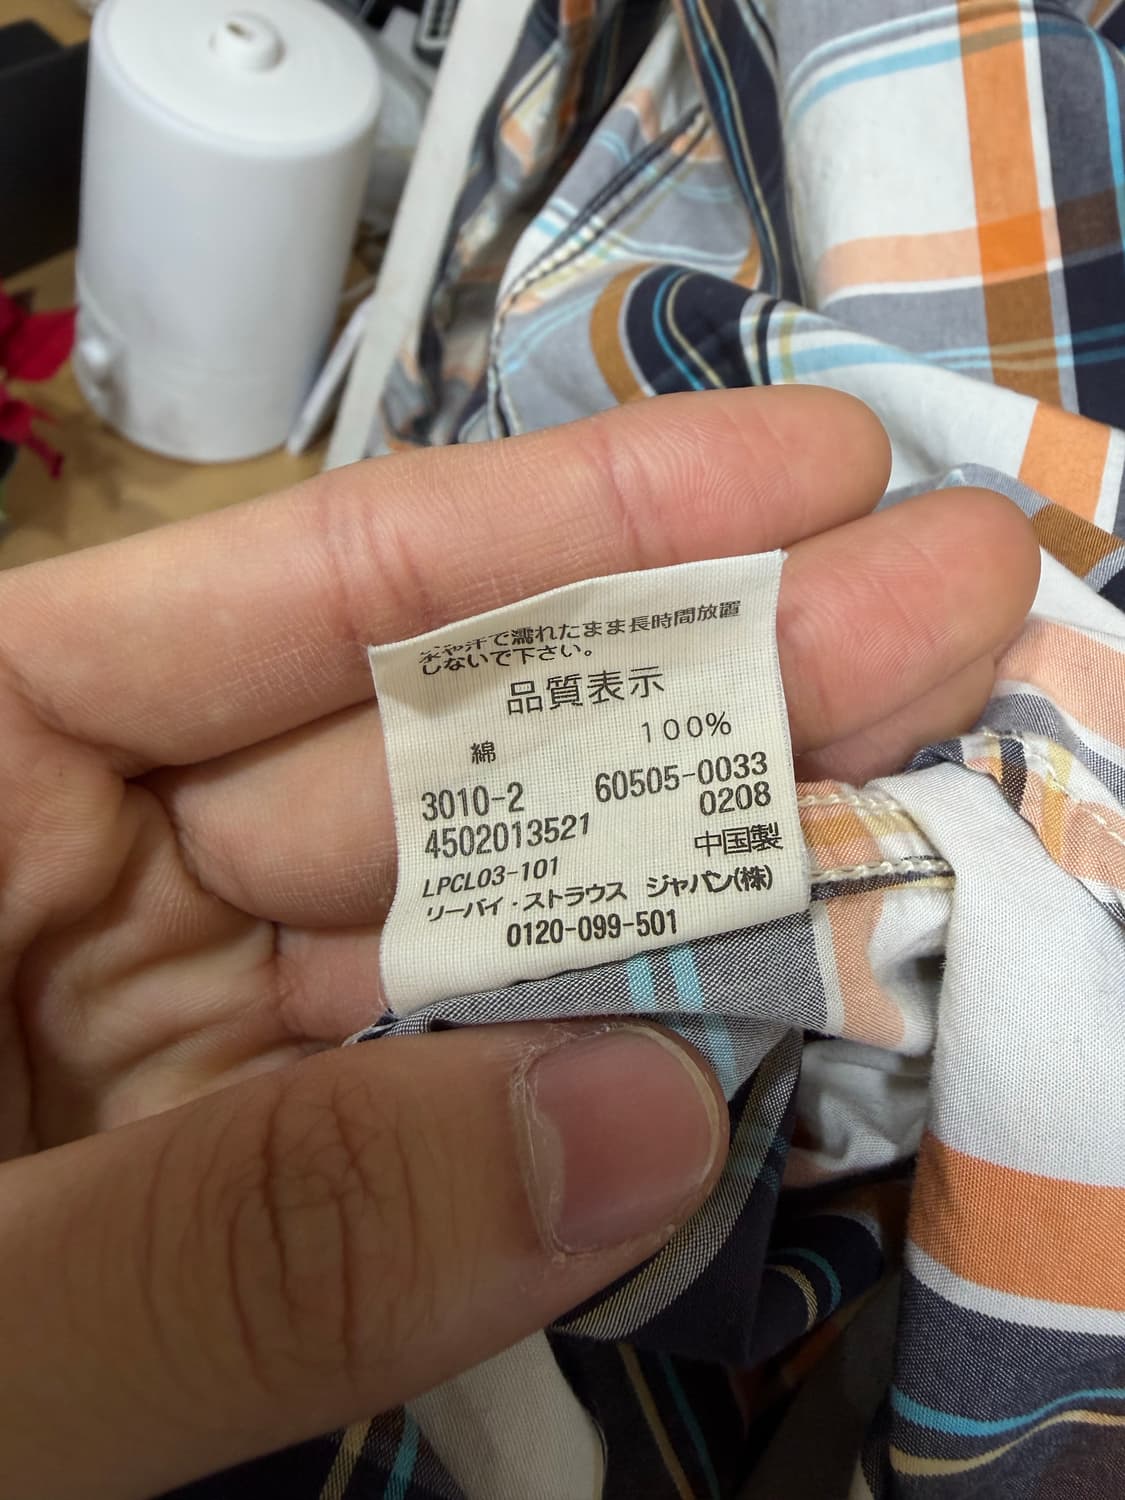 や汗で濡れたまま長時間放置
しないで下さい。
品質表示
綿 100%
3010-2 60505-0033
4502013521 0208
LPCL03-101 中国製
リーバイ・ストラウス ジャパン(株)
0120-099-501